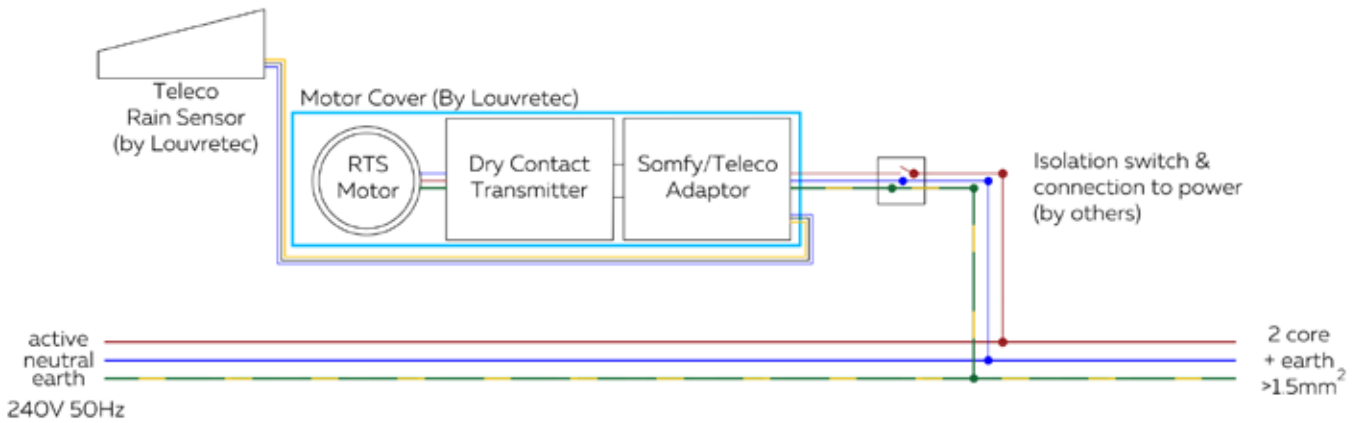 Teleco
Rain Sensor
(by Louvretec)
Motor Cover (By Louvretec)
RTS
Motor
Dry Contact
Transmitter
Somfy/Teleco
Adaptor
Isolation switch &
connection to power
(by others)
active
neutral
earth
240V 50Hz
2 core
+ earth
>1.5mm²